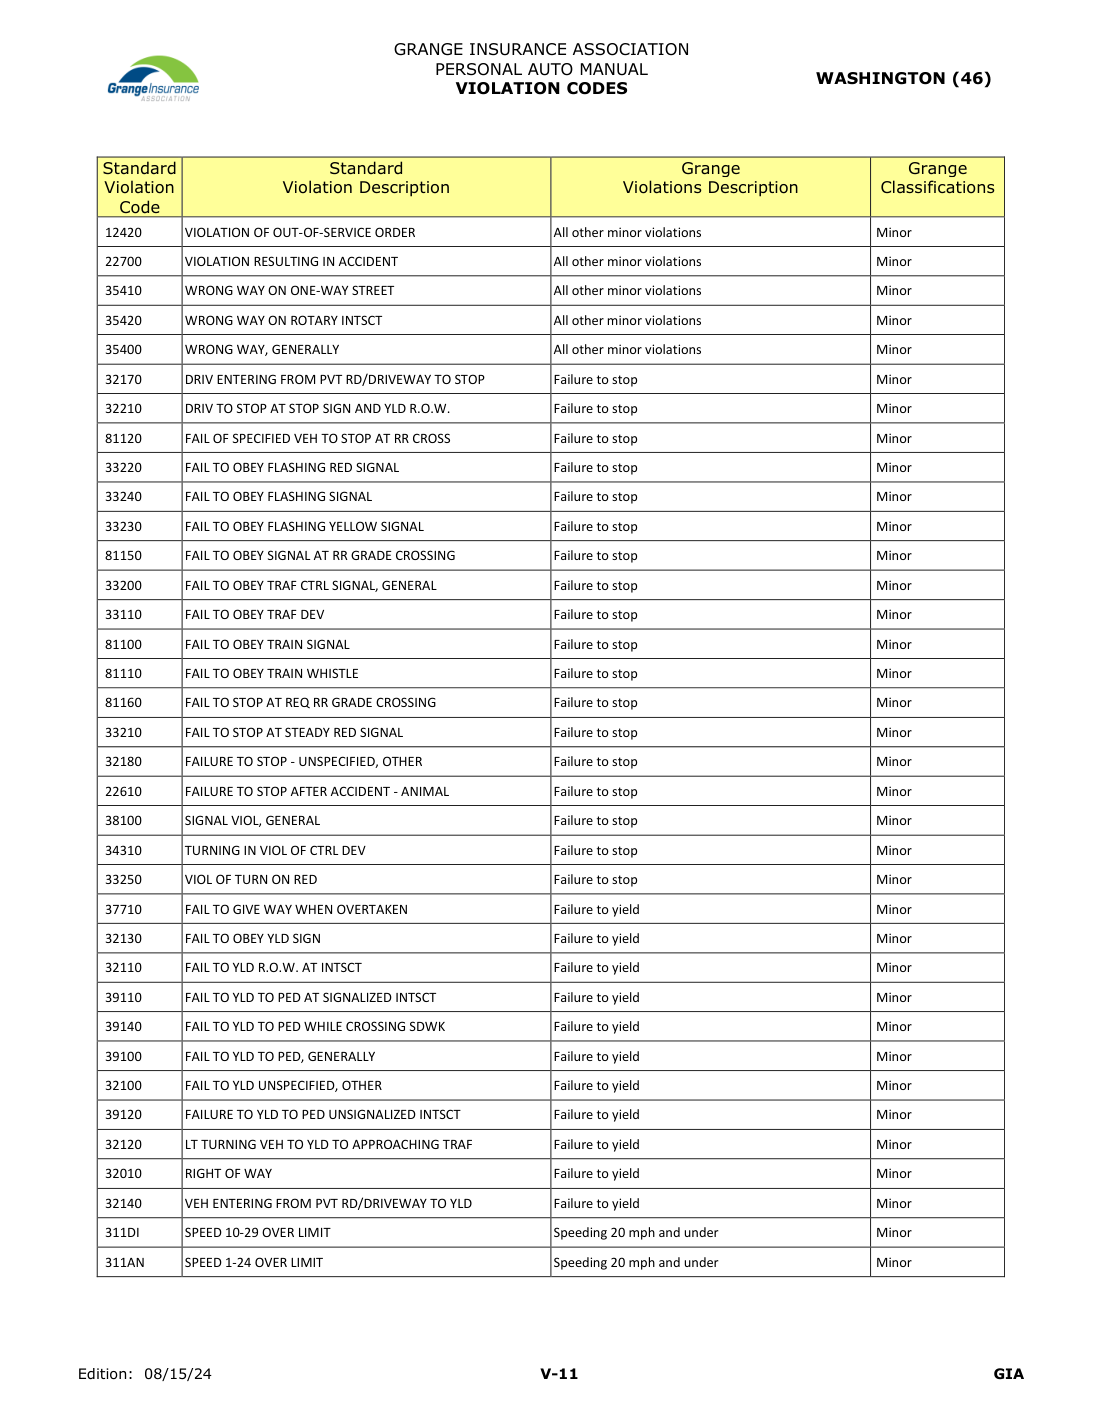 GRANGE INSURANCE ASSOCIATION
PERSONAL AUTO MANUAL
VIOLATION CODES
WASHINGTON (46)
GrangeInsurance
ASSOCIATION
Standard Violation Code | Standard Violation Description | Grange Violations Description | Grange Classifications
12420 | VIOLATION OF OUT-OF-SERVICE ORDER | All other minor violations | Minor
22700 | VIOLATION RESULTING IN ACCIDENT | All other minor violations | Minor
35410 | WRONG WAY ON ONE-WAY STREET | All other minor violations | Minor
35420 | WRONG WAY ON ROTARY INTSCT | All other minor violations | Minor
35400 | WRONG WAY, GENERALLY | All other minor violations | Minor
32170 | DRIV ENTERING FROM PVT RD/DRIVEWAY TO STOP | Failure to stop | Minor
32210 | DRIV TO STOP AT STOP SIGN AND YLD R.O.W. | Failure to stop | Minor
81120 | FAIL OF SPECIFIED VEH TO STOP AT RR CROSS | Failure to stop | Minor
33220 | FAIL TO OBEY FLASHING RED SIGNAL | Failure to stop | Minor
33240 | FAIL TO OBEY FLASHING SIGNAL | Failure to stop | Minor
33230 | FAIL TO OBEY FLASHING YELLOW SIGNAL | Failure to stop | Minor
81150 | FAIL TO OBEY SIGNAL AT RR GRADE CROSSING | Failure to stop | Minor
33200 | FAIL TO OBEY TRAF CTRL SIGNAL, GENERAL | Failure to stop | Minor
33110 | FAIL TO OBEY TRAF DEV | Failure to stop | Minor
81100 | FAIL TO OBEY TRAIN SIGNAL | Failure to stop | Minor
81110 | FAIL TO OBEY TRAIN WHISTLE | Failure to stop | Minor
81160 | FAIL TO STOP AT REQ RR GRADE CROSSING | Failure to stop | Minor
33210 | FAIL TO STOP AT STEADY RED SIGNAL | Failure to stop | Minor
32180 | FAILURE TO STOP - UNSPECIFIED, OTHER | Failure to stop | Minor
22610 | FAILURE TO STOP AFTER ACCIDENT - ANIMAL | Failure to stop | Minor
38100 | SIGNAL VIOL, GENERAL | Failure to stop | Minor
34310 | TURNING IN VIOL OF CTRL DEV | Failure to stop | Minor
33250 | VIOL OF TURN ON RED | Failure to stop | Minor
37710 | FAIL TO GIVE WAY WHEN OVERTAKEN | Failure to yield | Minor
32130 | FAIL TO OBEY YLD SIGN | Failure to yield | Minor
32110 | FAIL TO YLD R.O.W. AT INTSCT | Failure to yield | Minor
39110 | FAIL TO YLD TO PED AT SIGNALIZED INTSCT | Failure to yield | Minor
39140 | FAIL TO YLD TO PED WHILE CROSSING SDWK | Failure to yield | Minor
39100 | FAIL TO YLD TO PED, GENERALLY | Failure to yield | Minor
32100 | FAIL TO YLD UNSPECIFIED, OTHER | Failure to yield | Minor
39120 | FAILURE TO YLD TO PED UNSIGNALIZED INTSCT | Failure to yield | Minor
32120 | LT TURNING VEH TO YLD TO APPROACHING TRAF | Failure to yield | Minor
32010 | RIGHT OF WAY | Failure to yield | Minor
32140 | VEH ENTERING FROM PVT RD/DRIVEWAY TO YLD | Failure to yield | Minor
311DI | SPEED 10-29 OVER LIMIT | Speeding 20 mph and under | Minor
311AN | SPEED 1-24 OVER LIMIT | Speeding 20 mph and under | Minor
Edition: 08/15/24
V-11
GIA